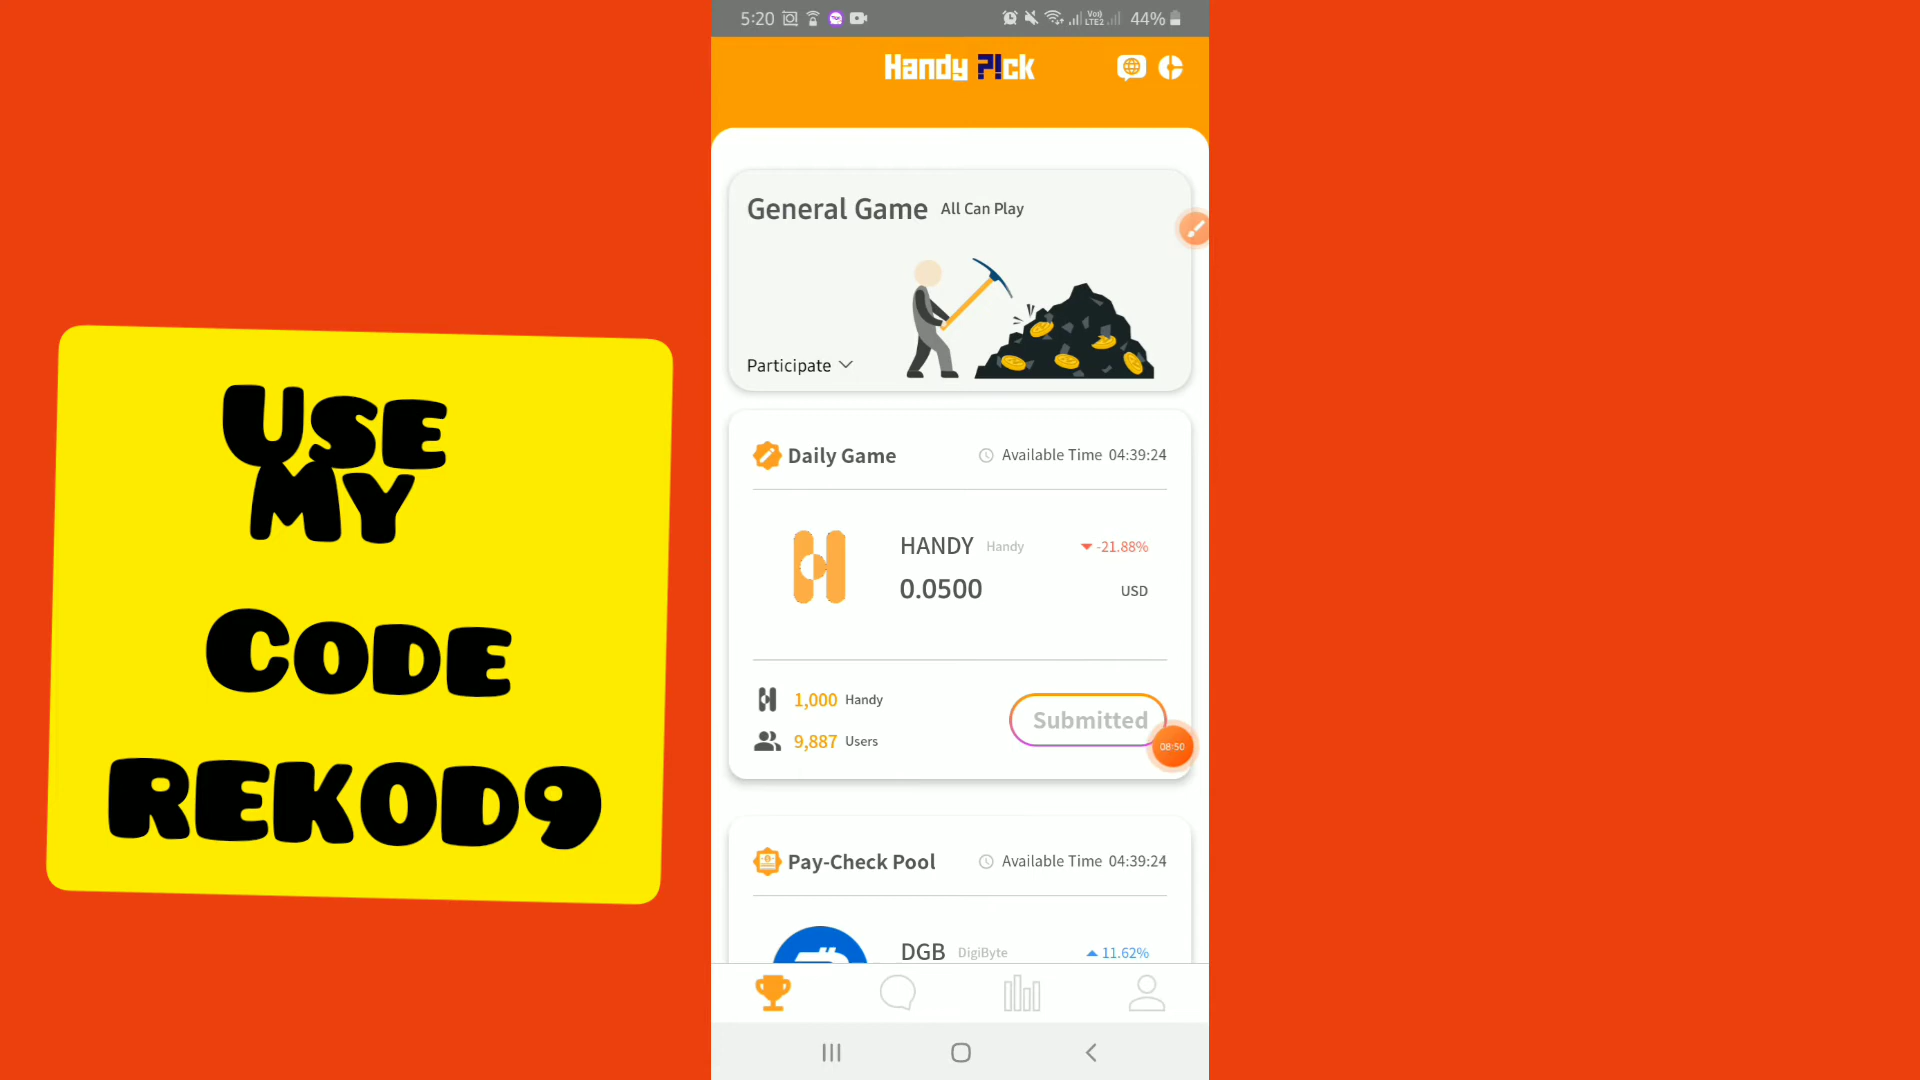 USE
MY
CODE
REKOD9
5:20
Vo)) LTE2 44%
Handy P!ck
General Game All Can Play
Participate
Daily Game Available Time 04:39:24
HANDY Handy -21.88%
0.0500 USD
1,000 Handy
Submitted
9,887 Users
08:50
Pay-Check Pool Available Time 04:39:24
DGB DigiByte 11.62%